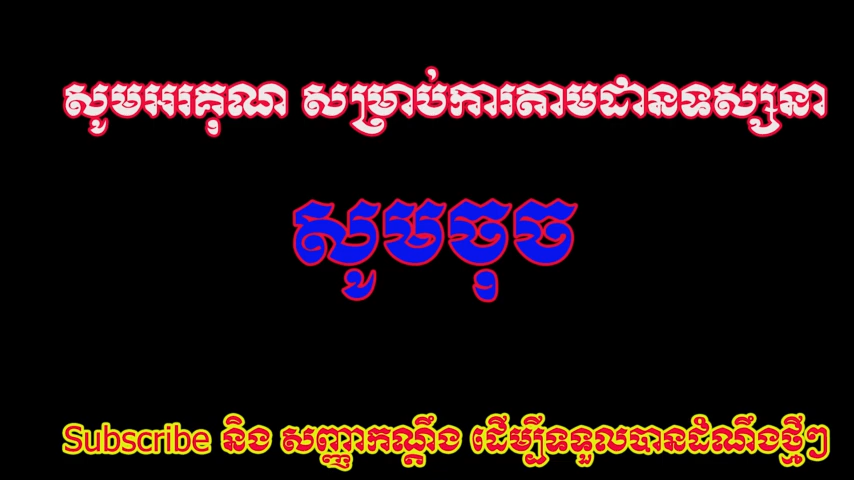 សូមអរគុណ សម្រាប់ការតាមដានទស្សនា
សូមចុច
Subscribe និង សញ្ញាកណ្ដឹង ដើម្បីទទួលបានដំណឹងថ្មីៗ